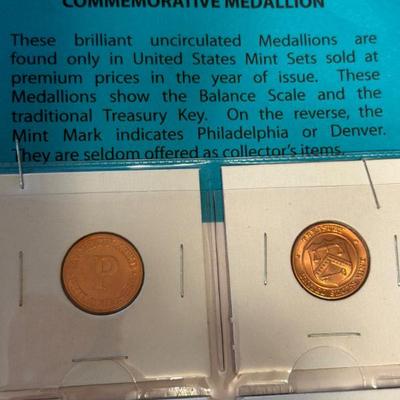 COMMEMORATIVE MEDALLION
These brilliant uncirculated Medallions are
found only in United States Mint Sets sold at
premium prices in the year of issue. These
Medallions show the Balance Scale and the
traditional Treasury Key. On the reverse, the
Mint Mark indicates Philadelphia or Denver.
They are seldom offered as collector's items.
P